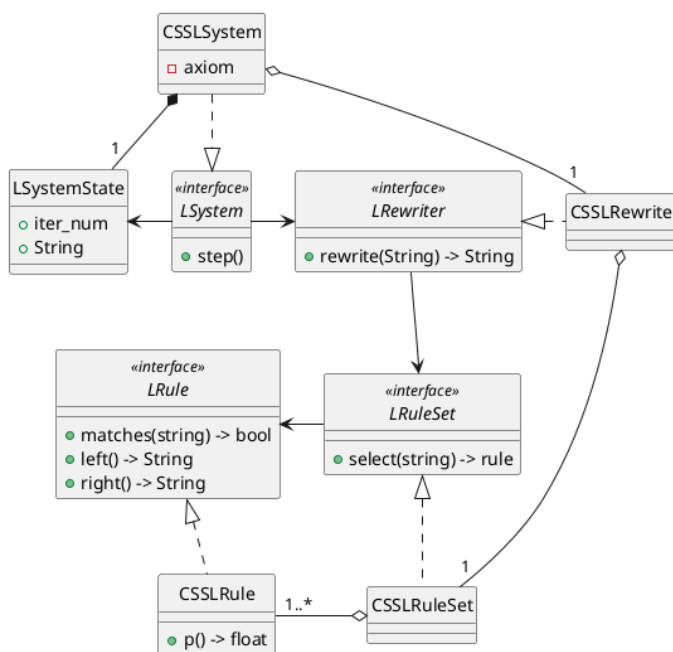 CSSLSystem
axiom
1
1
LSystemState
iter_num
String
«interface»
LSystem
step()
«interface»
LRewriter
rewrite(String) -> String
CSSLRewrite
«interface»
LRule
matches(string) -> bool
left() -> String
right() -> String
«interface»
LRuleSet
select(string) -> rule
1
CSSLRule
p() -> float
1..*
CSSLRuleSet